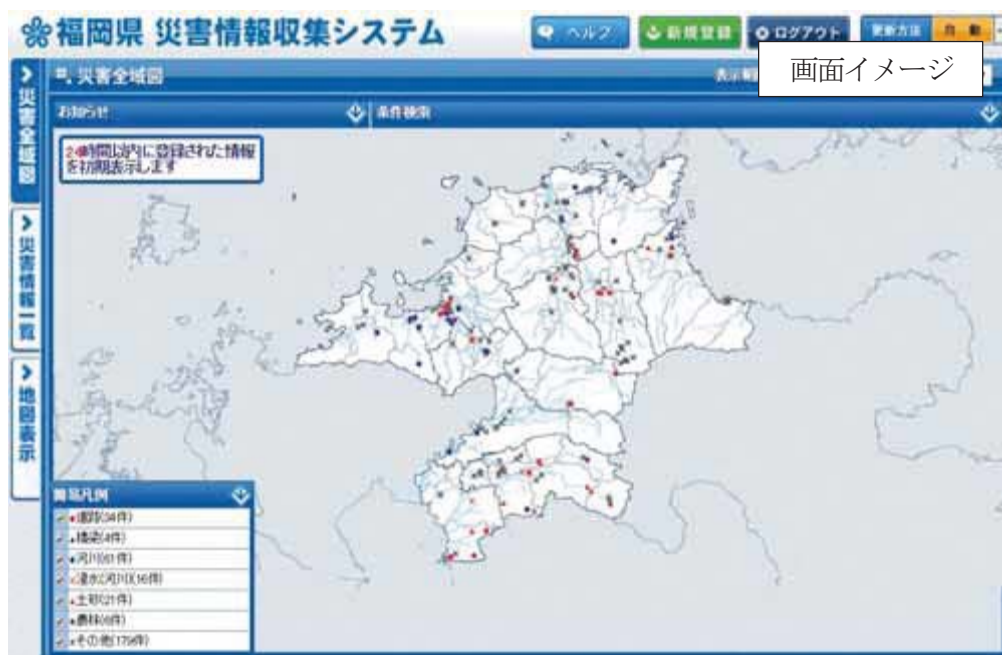 福岡県 災害情報収集システム
ヘルプ
新規登録
ログアウト
更新方法
自動
画面イメージ
災害全域図
災害情報一覧
地図表示
災害全域図
お知らせ
条件検索
24時間以内に登録された情報
を初期表示します
簡易凡例
道路(34件)
橋梁(4件)
河川(61件)
浸水(河川)(16件)
土砂(21件)
農林(6件)
その他(179件)